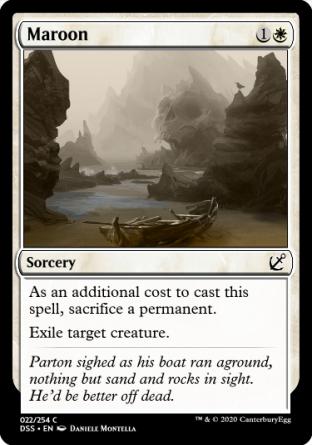 Maroon 1
Sorcery
As an additional cost to cast this
spell, sacrifice a permanent.
Exile target creature.
Parton sighed as his boat ran aground,
nothing but sand and rocks in sight.
He'd be better off dead.
022/254 C
DSS • EN Daniele Montella
™ & © 2020 CanterburyEgg